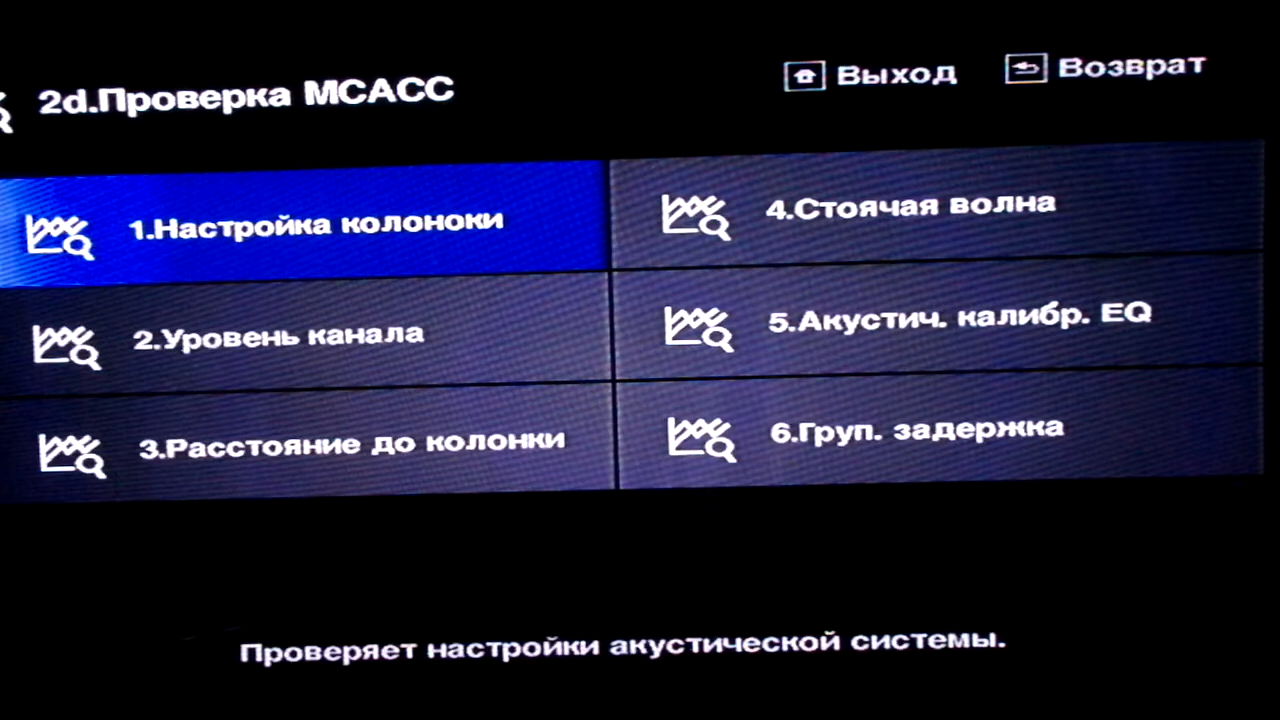 2d.Проверка MCACC
Выход
Возврат
1.Настройка колоноки
4.Стоячая волна
2.Уровень канала
5.Акустич. калибр. EQ
3.Расстояние до колонки
6.Груп. задержка
Проверяет настройки акустической системы.